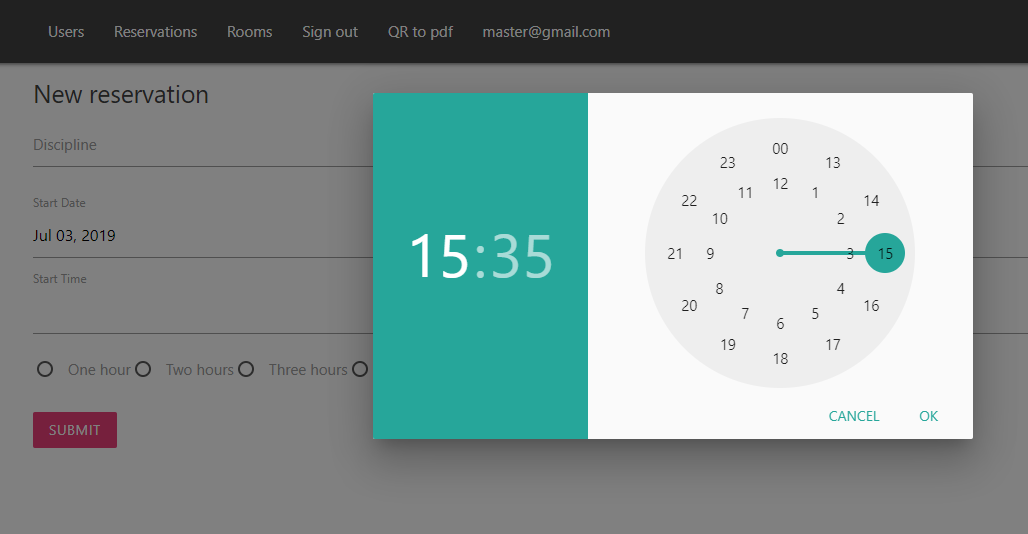 Users Reservations Rooms Sign out QR to pdf master@gmail.com
New reservation
Discipline
Start Date
Jul 03, 2019
Start Time
One hour Two hours Three hours
SUBMIT
15:35
00
23 13
12
11 1
22 14
10 2
21 9 3 15
8 4
20 16
7 5
6
19 17
18
CANCEL OK